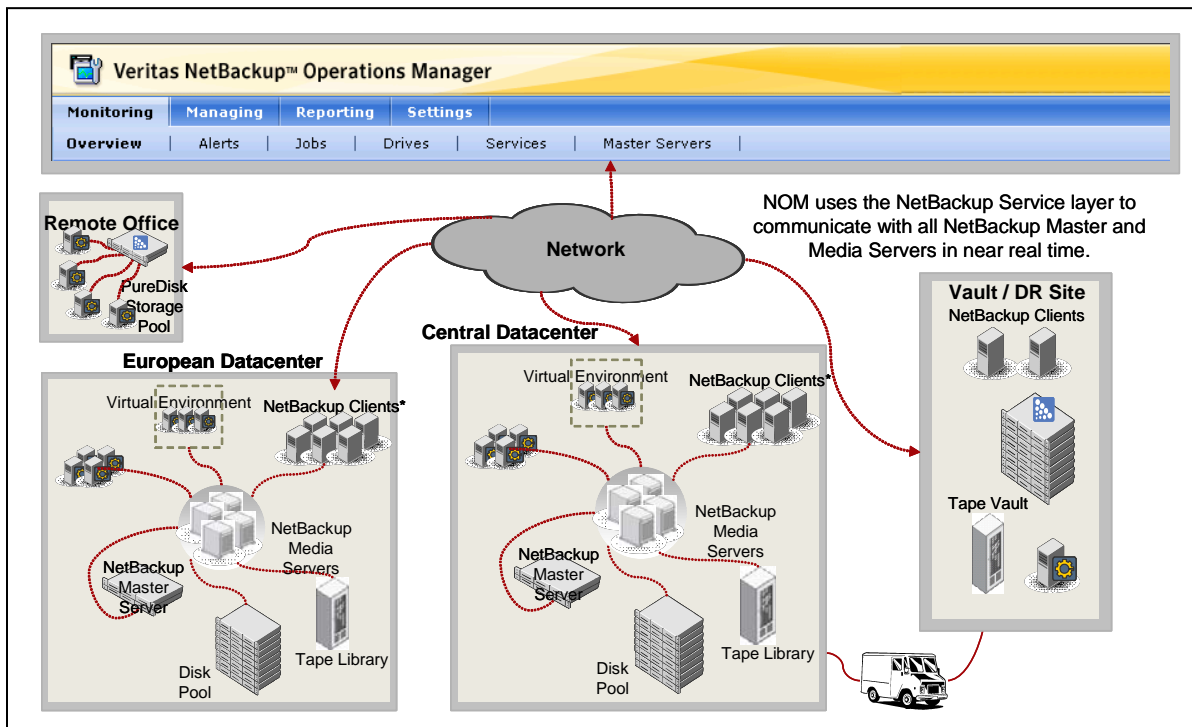 Veritas NetBackup™ Operations Manager
Monitoring Managing Reporting Settings
Overview | Alerts | Jobs | Drives | Services | Master Servers |
NOM uses the NetBackup Service layer to
communicate with all NetBackup Master and
Media Servers in near real time.
Remote Office
PureDisk
Storage
Pool
Network
Vault / DR Site
NetBackup Clients
Tape Vault
European Datacenter
Virtual Environment
NetBackup Clients*
NetBackup
Media
Servers
NetBackup
Master
Server
Disk
Pool
Tape Library
Central Datacenter
Virtual Environment
NetBackup Clients*
NetBackup
Media
Servers
NetBackup
Master
Server
Disk
Pool
Tape Library